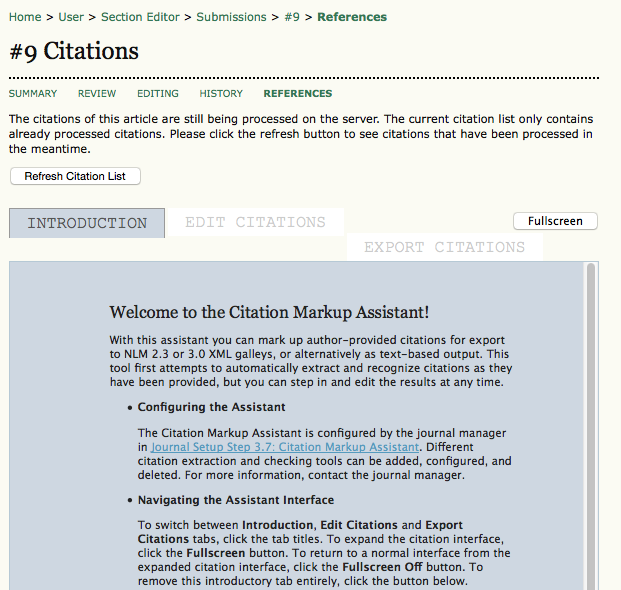 Home > User > Section Editor > Submissions > #9 > References
#9 Citations
SUMMARY REVIEW EDITING HISTORY REFERENCES
The citations of this article are still being processed on the server. The current citation list only contains
already processed citations. Please click the refresh button to see citations that have been processed in
the meantime.
Refresh Citation List
INTRODUCTION EDIT CITATIONS Fullscreen
EXPORT CITATIONS
Welcome to the Citation Markup Assistant!
With this assistant you can mark up author-provided citations for export
to NLM 2.3 or 3.0 XML galleys, or alternatively as text-based output. This
tool first attempts to automatically extract and recognize citations as they
have been provided, but you can step in and edit the results at any time.
• Configuring the Assistant
The Citation Markup Assistant is configured by the journal manager
in Journal Setup Step 3.7: Citation Markup Assistant. Different
citation extraction and checking tools can be added, configured, and
deleted. For more information, contact the journal manager.
• Navigating the Assistant Interface
To switch between Introduction, Edit Citations and Export
Citations tabs, click the tab titles. To expand the citation interface,
click the Fullscreen button. To return to a normal interface from the
expanded citation interface, click the Fullscreen Off button. To
remove this introductory tab entirely, click the button below.